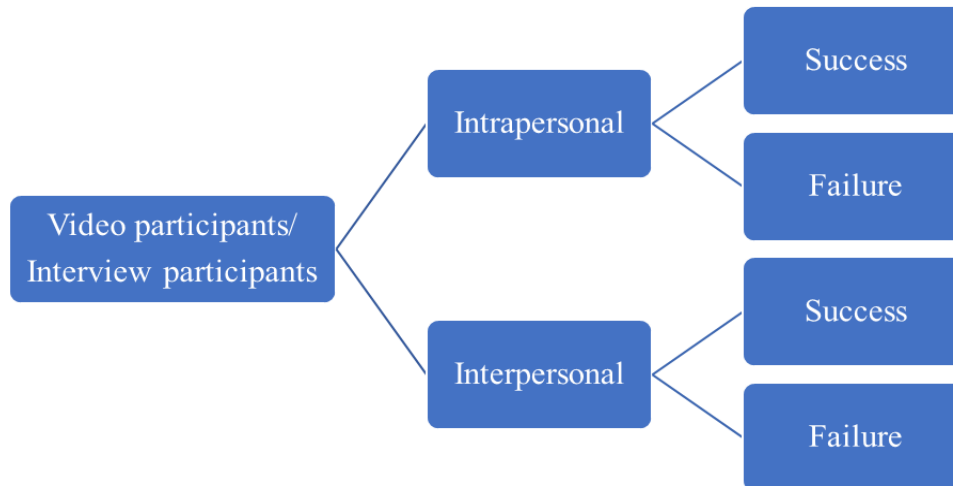 Video participants/
Interview participants
Intrapersonal
Success
Failure
Interpersonal
Success
Failure